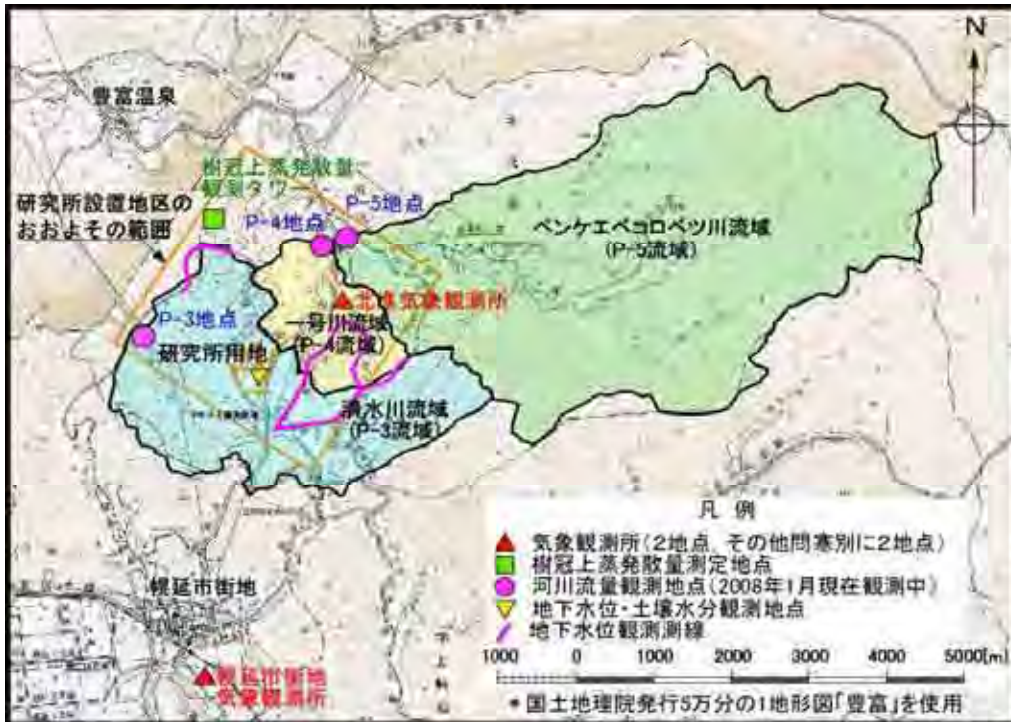 N
豊富温泉
樹冠上蒸発散量
観測タワー
研究所設置地区の
おおよその範囲
P-5地点
P-4地点
ペンケエベコロベツ川流域
(P-5流域)
北進気象観測所
P-3地点
一号川流域
(P-4流域)
研究所用地
清水川流域
(P-3流域)
幌延市街地
幌延市街地
気象観測所
凡 例
気象観測所(2地点、その他問寒別に2地点)
樹冠上蒸発散量測定地点
河川流量観測地点(2008年1月現在観測中)
地下水位・土壌水分観測地点
地下水位観測測線
1000 0 1000 2000 3000 4000 5000[m]
*国土地理院発行5万分の1地形図「豊富」を使用